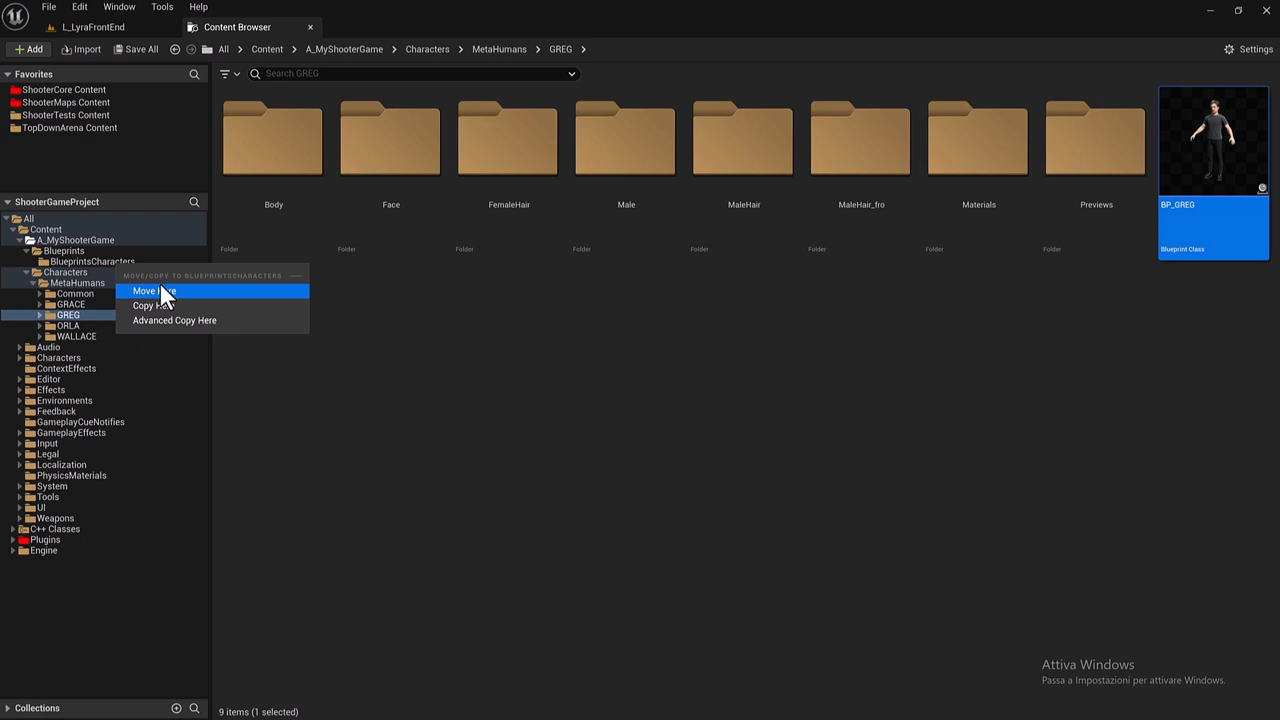 File Edit Window Tools Help
L_LyraFrontEnd
Content Browser
Add Import Save All All Content A_MyShooterGame Characters MetaHumans GREG Settings
Favorites
Search GREG
ShooterCore Content
ShooterMaps Content
ShooterTests Content
TopDownArena Content
Body Face FemaleHair Male MaleHair MaleHair_fro Materials Previews BP_GREG
Folder Folder Folder Folder Folder Folder Folder Folder Blueprint Class
ShooterGameProject
All
Content
A_MyShooterGame
Blueprints
BlueprintsCharacters
Characters
MetaHumans
Common
GRACE
GREG
ORLA
WALLACE
Audio
Characters
ContextEffects
Editor
Effects
Environments
Feedback
GameplayCueNotifies
GameplayEffects
Input
Legal
Localization
PhysicsMaterials
System
Tools
UI
Weapons
C++ Classes
Plugins
Engine
MOVE/COPY TO BLUEPRINTSCHARACTERS
Move Here
Copy Here
Advanced Copy Here
Attiva Windows
Passa a Impostazioni per attivare Windows.
Collections
9 items (1 selected)